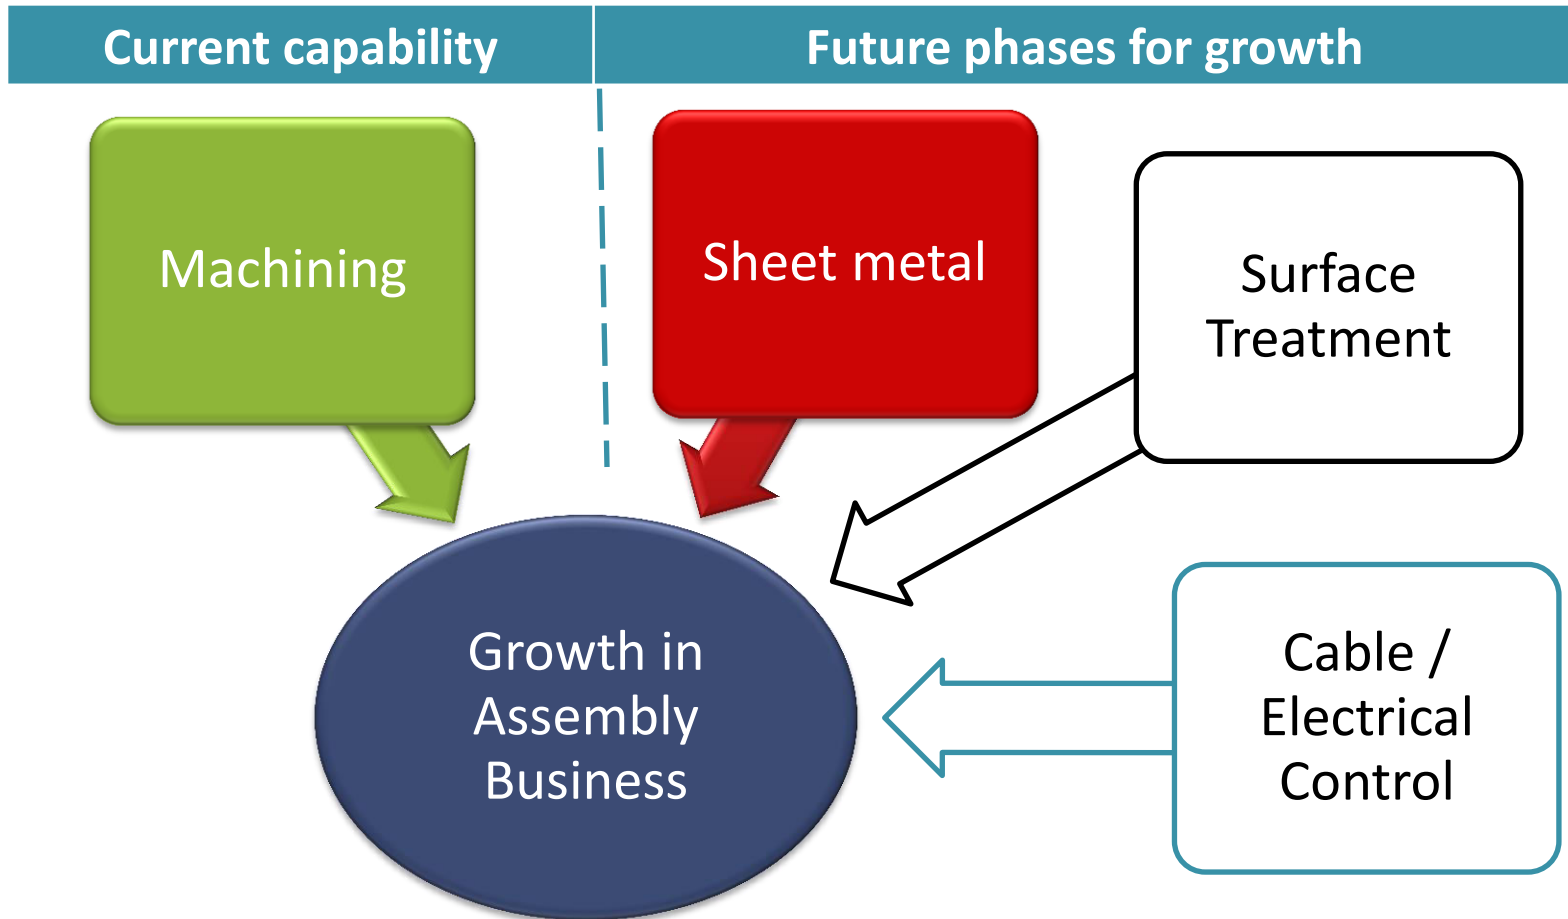 Current capability
Future phases for growth
Machining
Sheet metal
Surface
Treatment
Growth in
Assembly
Business
Cable /
Electrical
Control